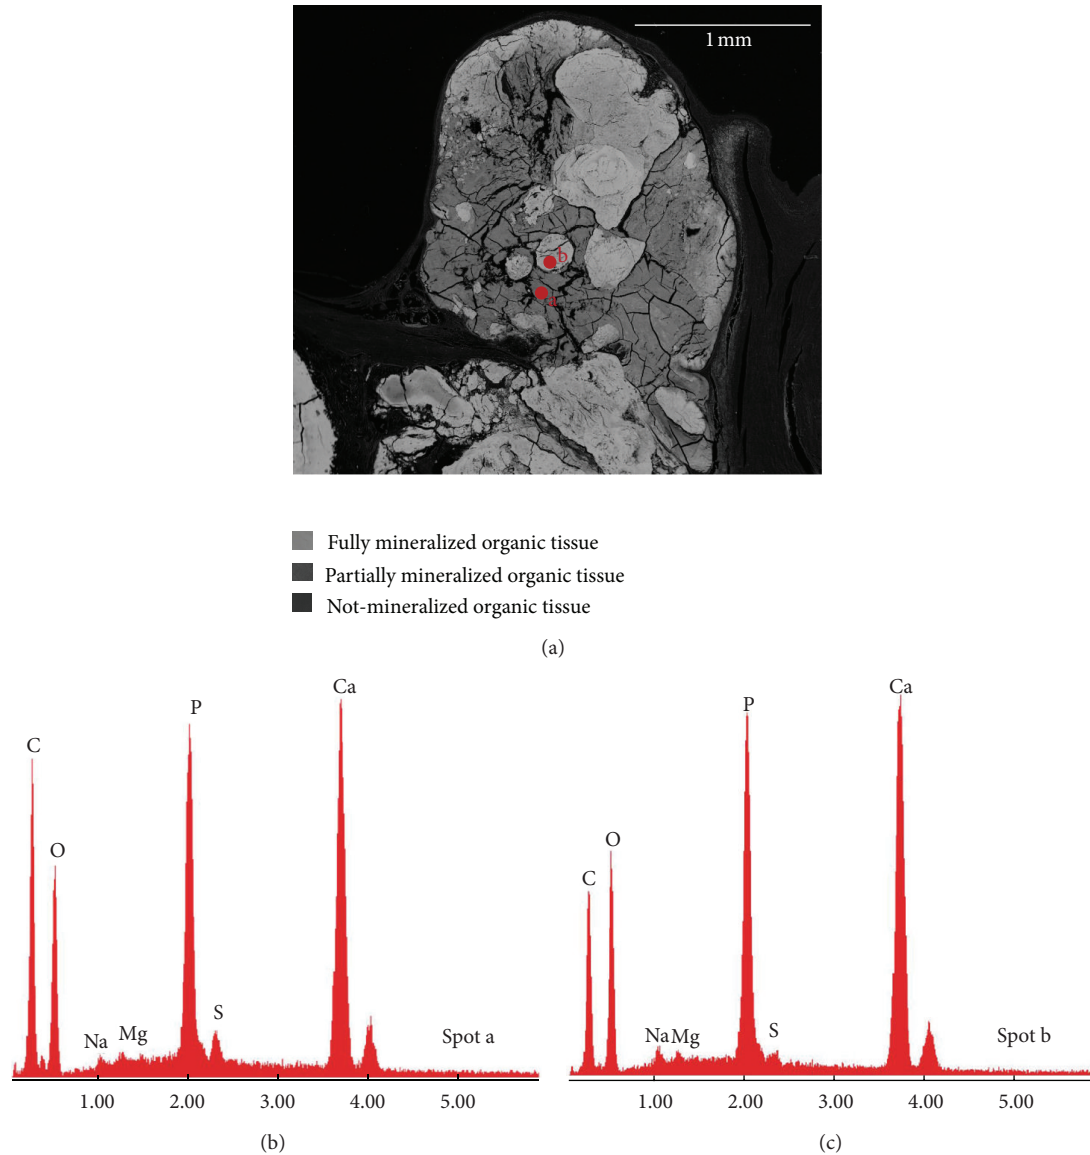 1 mm
b
a
Fully mineralized organic tissue
Partially mineralized organic tissue
Not-mineralized organic tissue
(a)
C
O
Na
Mg
P
S
Ca
Spot a
1.00 2.00 3.00 4.00 5.00
(b)
C
O
Na
Mg
P
S
Ca
Spot b
1.00 2.00 3.00 4.00 5.00
(c)